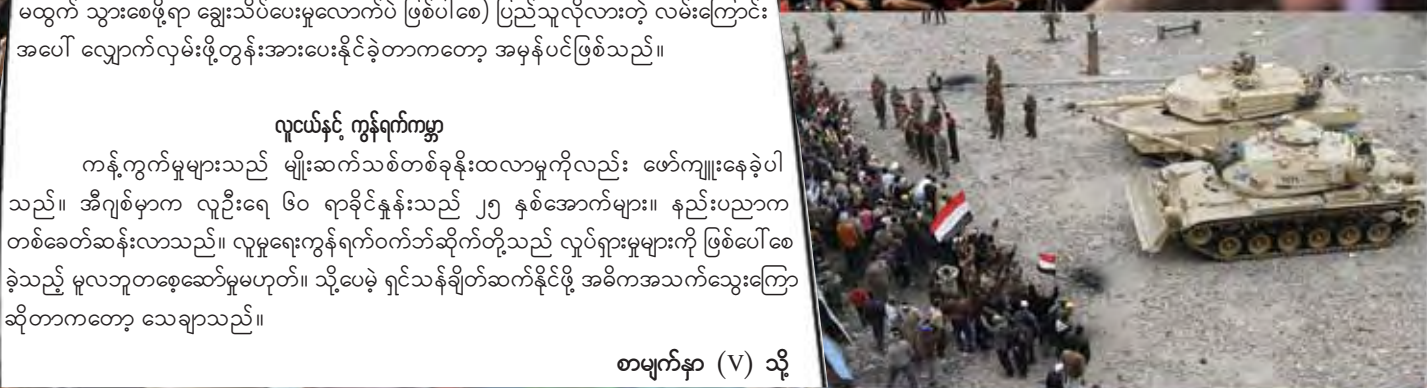 မထွက် သွားစေဖို့ရာ ချွေးသိပ်ပေးမှုလောက်ပဲ ဖြစ်ပါစေ) ပြည်သူလိုလားတဲ့ လမ်းကြောင်း
အပေါ် လျှောက်လှမ်းဖို့တွန်းအားပေးနိုင်ခဲ့တာကတော့ အမှန်ပင်ဖြစ်သည်။
လူငယ်နှင့် ကွန်ရက်ကမ္ဘာ
ကန့်ကွက်မှုများသည် မျိုးဆက်သစ်တစ်ခုနိုးထလာမှုကိုလည်း ဖော်ကျူးနေခဲ့ပါ
သည်။ အီဂျစ်မှာက လူဦးရေ ၆၀ ရာခိုင်နှုန်းသည် ၂၅ နှစ်အောက်များ။ နည်းပညာက
တစ်ခေတ်ဆန်းလာသည်။ လူမှုရေးကွန်ရက်ဝက်ဘ်ဆိုက်တို့သည် လှုပ်ရှားမှုများကို ဖြစ်ပေါ်စေ
ခဲ့သည့် မူလဘူတစေ့ဆော်မှုမဟုတ်။ သို့ပေမဲ့ ရှင်သန်ချိတ်ဆက်နိုင်ဖို့ အဓိကအသက်သွေးကြော
ဆိုတာကတော့ သေချာသည်။
စာမျက်နှာ (V) သို့